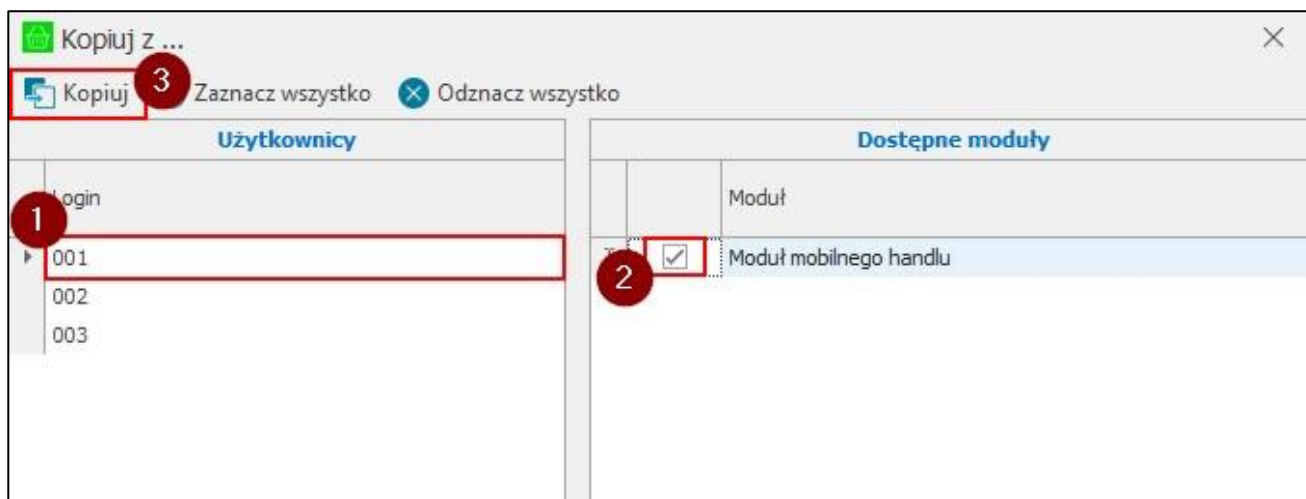 Kopiuj z ...
Kopiuj 3 Zaznacz wszystko Odznacz wszystko
Użytkownicy
Dostępne moduły
Login
Moduł
1
001
2
Moduł mobilnego handlu
002
003